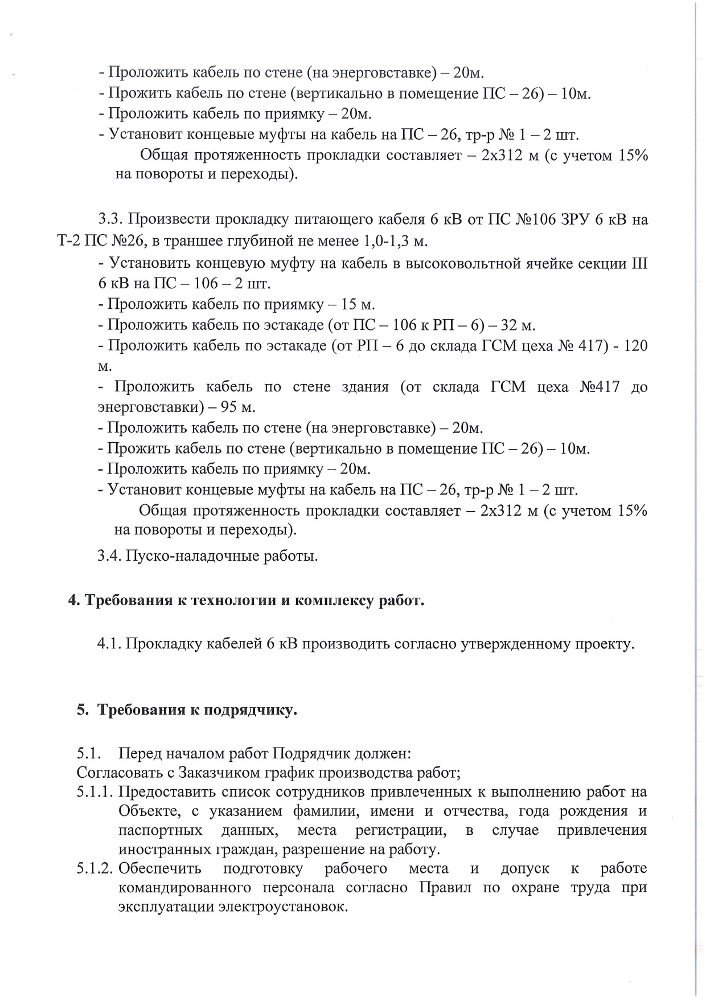 - Проложить кабель по стене (на энерговставке) – 20м.
- Прожить кабель по стене (вертикально в помещение ПС – 26) – 10м.
- Проложить кабель по приямку – 20м.
- Установит концевые муфты на кабель на ПС – 26, тр-р № 1 – 2 шт.
Общая протяженность прокладки составляет – 2х312 м (с учетом 15%
на повороты и переходы).
3.3. Произвести прокладку питающего кабеля 6 кВ от ПС №106 ЗРУ 6 кВ на
Т-2 ПС №26, в траншее глубиной не менее 1,0-1,3 м.
- Установить концевую муфту на кабель в высоковольтной ячейке секции III
6 кВ на ПС – 106 – 2 шт.
- Проложить кабель по приямку – 15 м.
- Проложить кабель по эстакаде (от ПС – 106 к РП – 6) – 32 м.
- Проложить кабель по эстакаде (от РП – 6 до склада ГСМ цеха № 417) - 120
м.
- Проложить кабель по стене здания (от склада ГСМ цеха №417 до
энерговставки) – 95 м.
- Проложить кабель по стене (на энерговставке) – 20м.
- Прожить кабель по стене (вертикально в помещение ПС – 26) – 10м.
- Проложить кабель по приямку – 20м.
- Установит концевые муфты на кабель на ПС – 26, тр-р № 1 – 2 шт.
Общая протяженность прокладки составляет – 2х312 м (с учетом 15%
на повороты и переходы).
3.4. Пуско-наладочные работы.
4. Требования к технологии и комплексу работ.
4.1. Прокладку кабелей 6 кВ производить согласно утвержденному проекту.
5. Требования к подрядчику.
5.1. Перед началом работ Подрядчик должен:
Согласовать с Заказчиком график производства работ;
5.1.1. Предоставить список сотрудников привлеченных к выполнению работ на
Объекте, с указанием фамилии, имени и отчества, года рождения и
паспортных данных, места регистрации, в случае привлечения
иностранных граждан, разрешение на работу.
5.1.2. Обеспечить подготовку рабочего места и допуск к работе
командированного персонала согласно Правил по охране труда при
эксплуатации электроустановок.